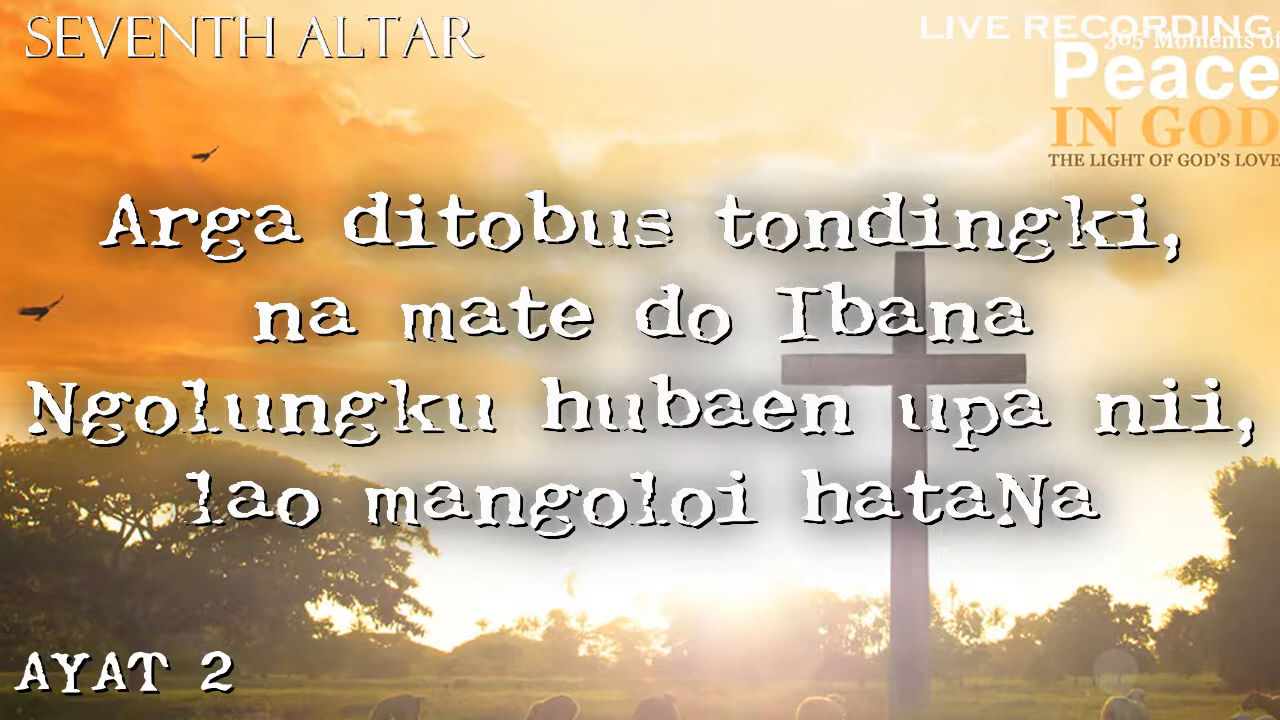 SEVENTH ALTAR
LIVE RECORDING
365 Moments of
Peace
IN GOD
THE LIGHT OF GOD'S LOVE
Arga ditobus tondingki,
na mate do Ibana
Ngolungku hubaen upa nii,
lao mangoloi hataNa
AYAT 2